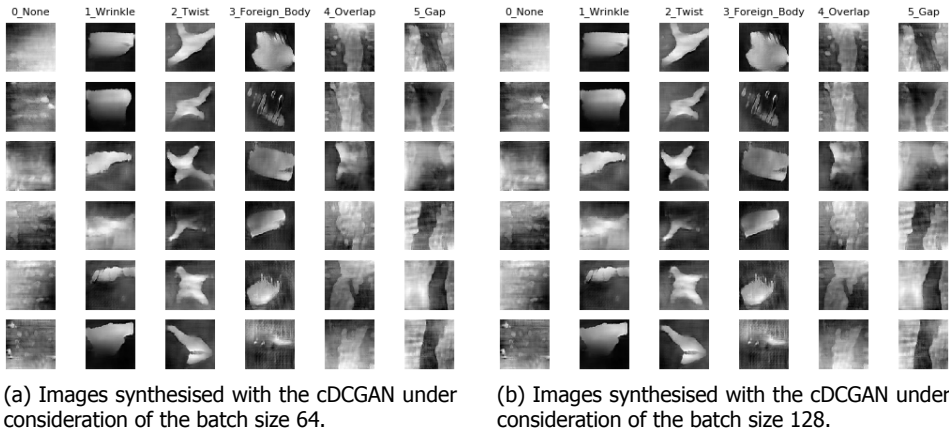 0_None 1_Wrinkle 2_Twist 3_Foreign_Body 4_Overlap 5_Gap
0_None 1_Wrinkle 2_Twist 3_Foreign_Body 4_Overlap 5_Gap
(a) Images synthesised with the cDCGAN under
consideration of the batch size 64.
(b) Images synthesised with the cDCGAN under
consideration of the batch size 128.